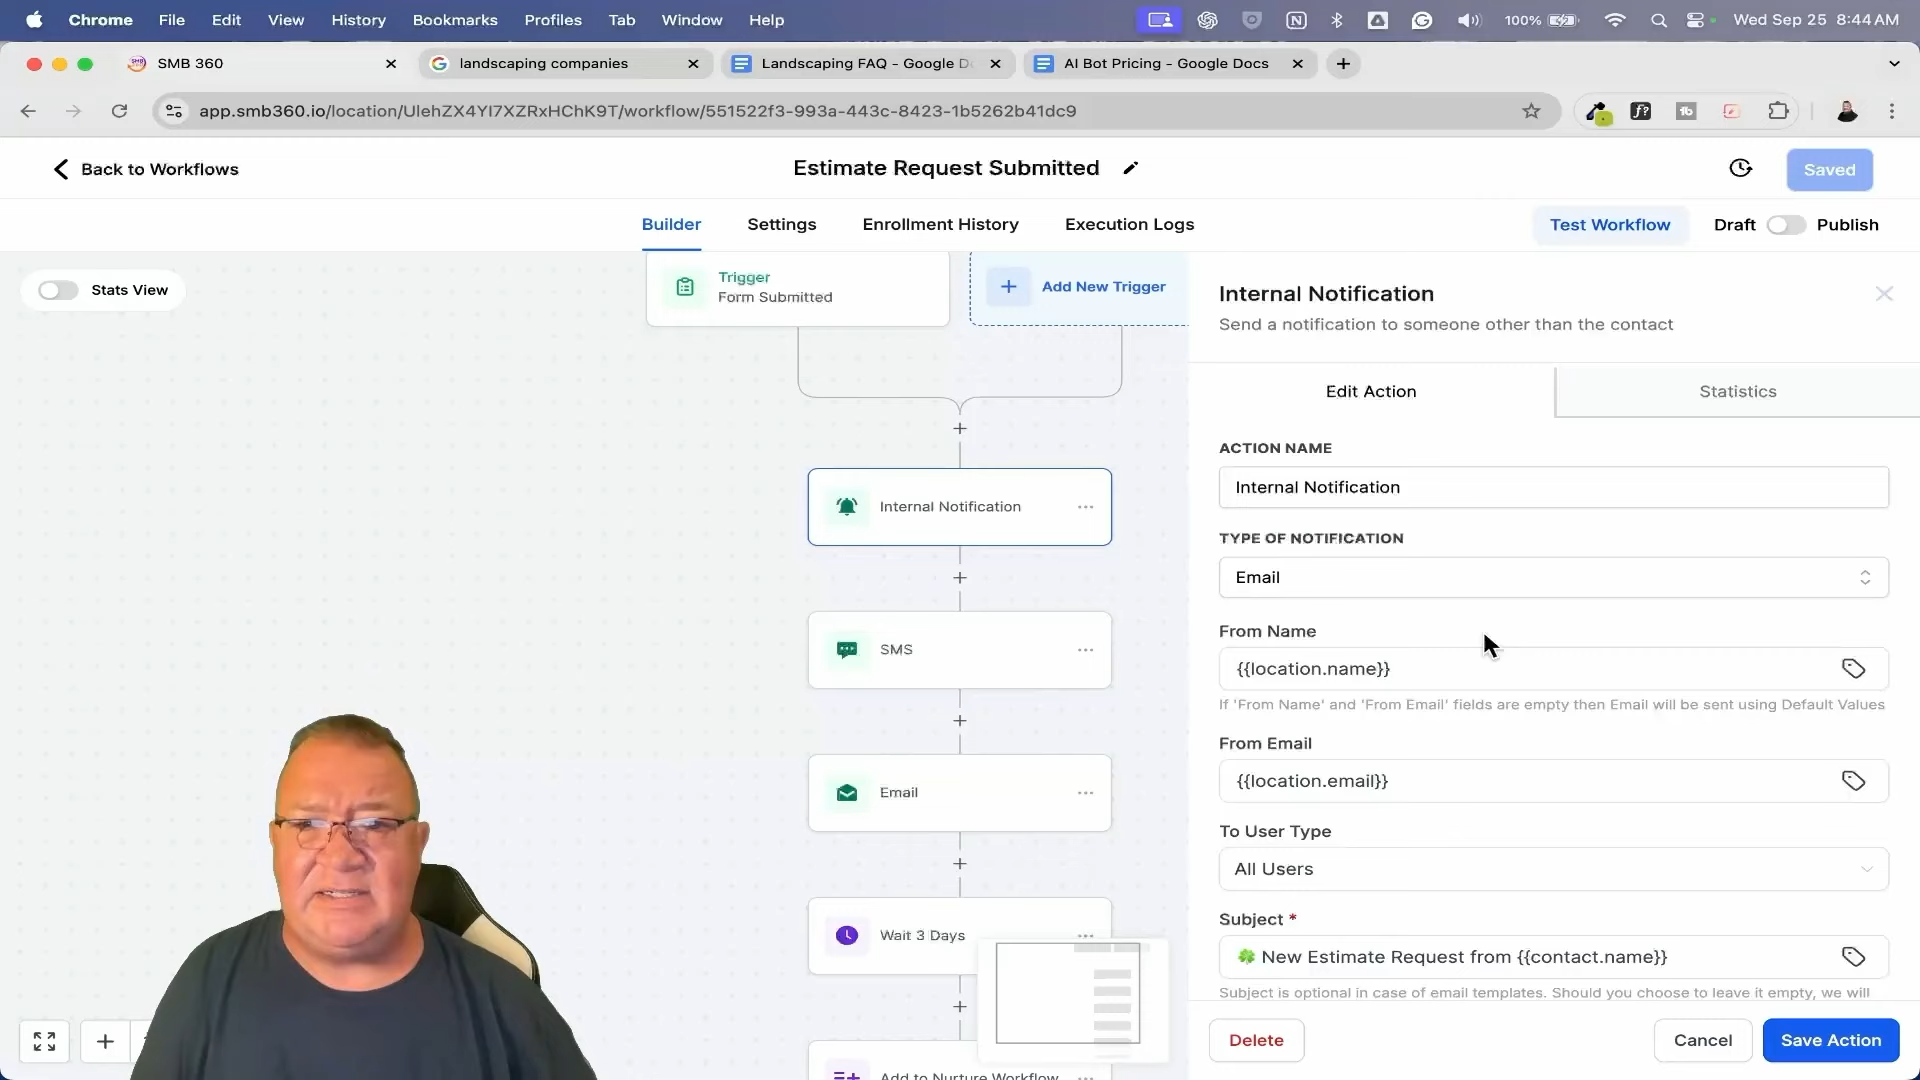 Chrome File Edit View History Bookmarks Profiles Tab Window Help 100% Wed Sep 25 8:44 AM
SMB 360
landscaping companies
Landscaping FAQ - Google D
AI Bot Pricing - Google Docs
app.smb360.io/location/UlehZX4YI7XZRxHChK9T/workflow/551522f3-993a-443c-8423-1b5262b41dc9
Back to Workflows
Estimate Request Submitted
Saved
Builder
Settings
Enrollment History
Execution Logs
Test Workflow
Draft
Publish
Stats View
Trigger
Form Submitted
Add New Trigger
Internal Notification
SMS
Email
Wait 3 Days
Add to Nurture Workflow
Internal Notification
Send a notification to someone other than the contact
Edit Action
Statistics
ACTION NAME
Internal Notification
TYPE OF NOTIFICATION
Email
From Name
{{location.name}}
If 'From Name' and 'From Email' fields are empty then Email will be sent using Default Values
From Email
{{location.email}}
To User Type
All Users
Subject *
🍀 New Estimate Request from {{contact.name}}
Subject is optional in case of email templates. Should you choose to leave it empty, we will
Delete
Cancel
Save Action